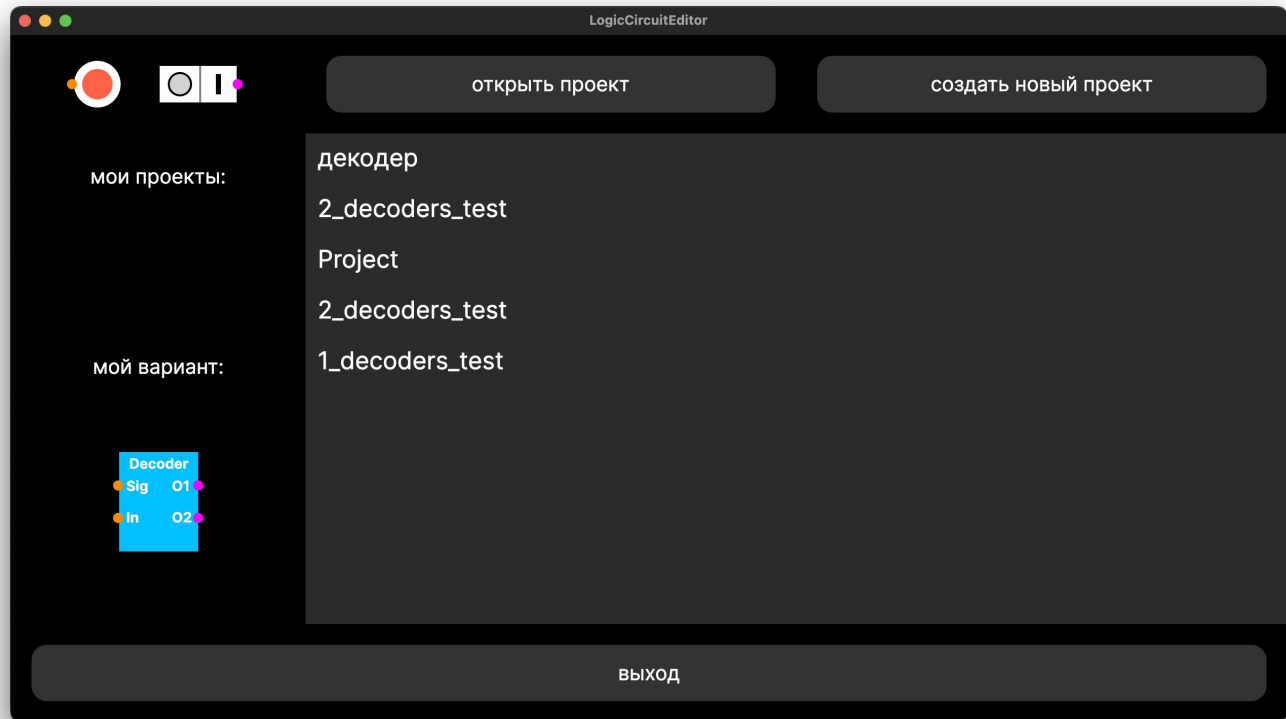 LogicCircuitEditor
открыть проект
создать новый проект
мои проекты:
декодер
2_decoders_test
Project
2_decoders_test
1_decoders_test
мой вариант:
Decoder
Sig O1
In O2
выход